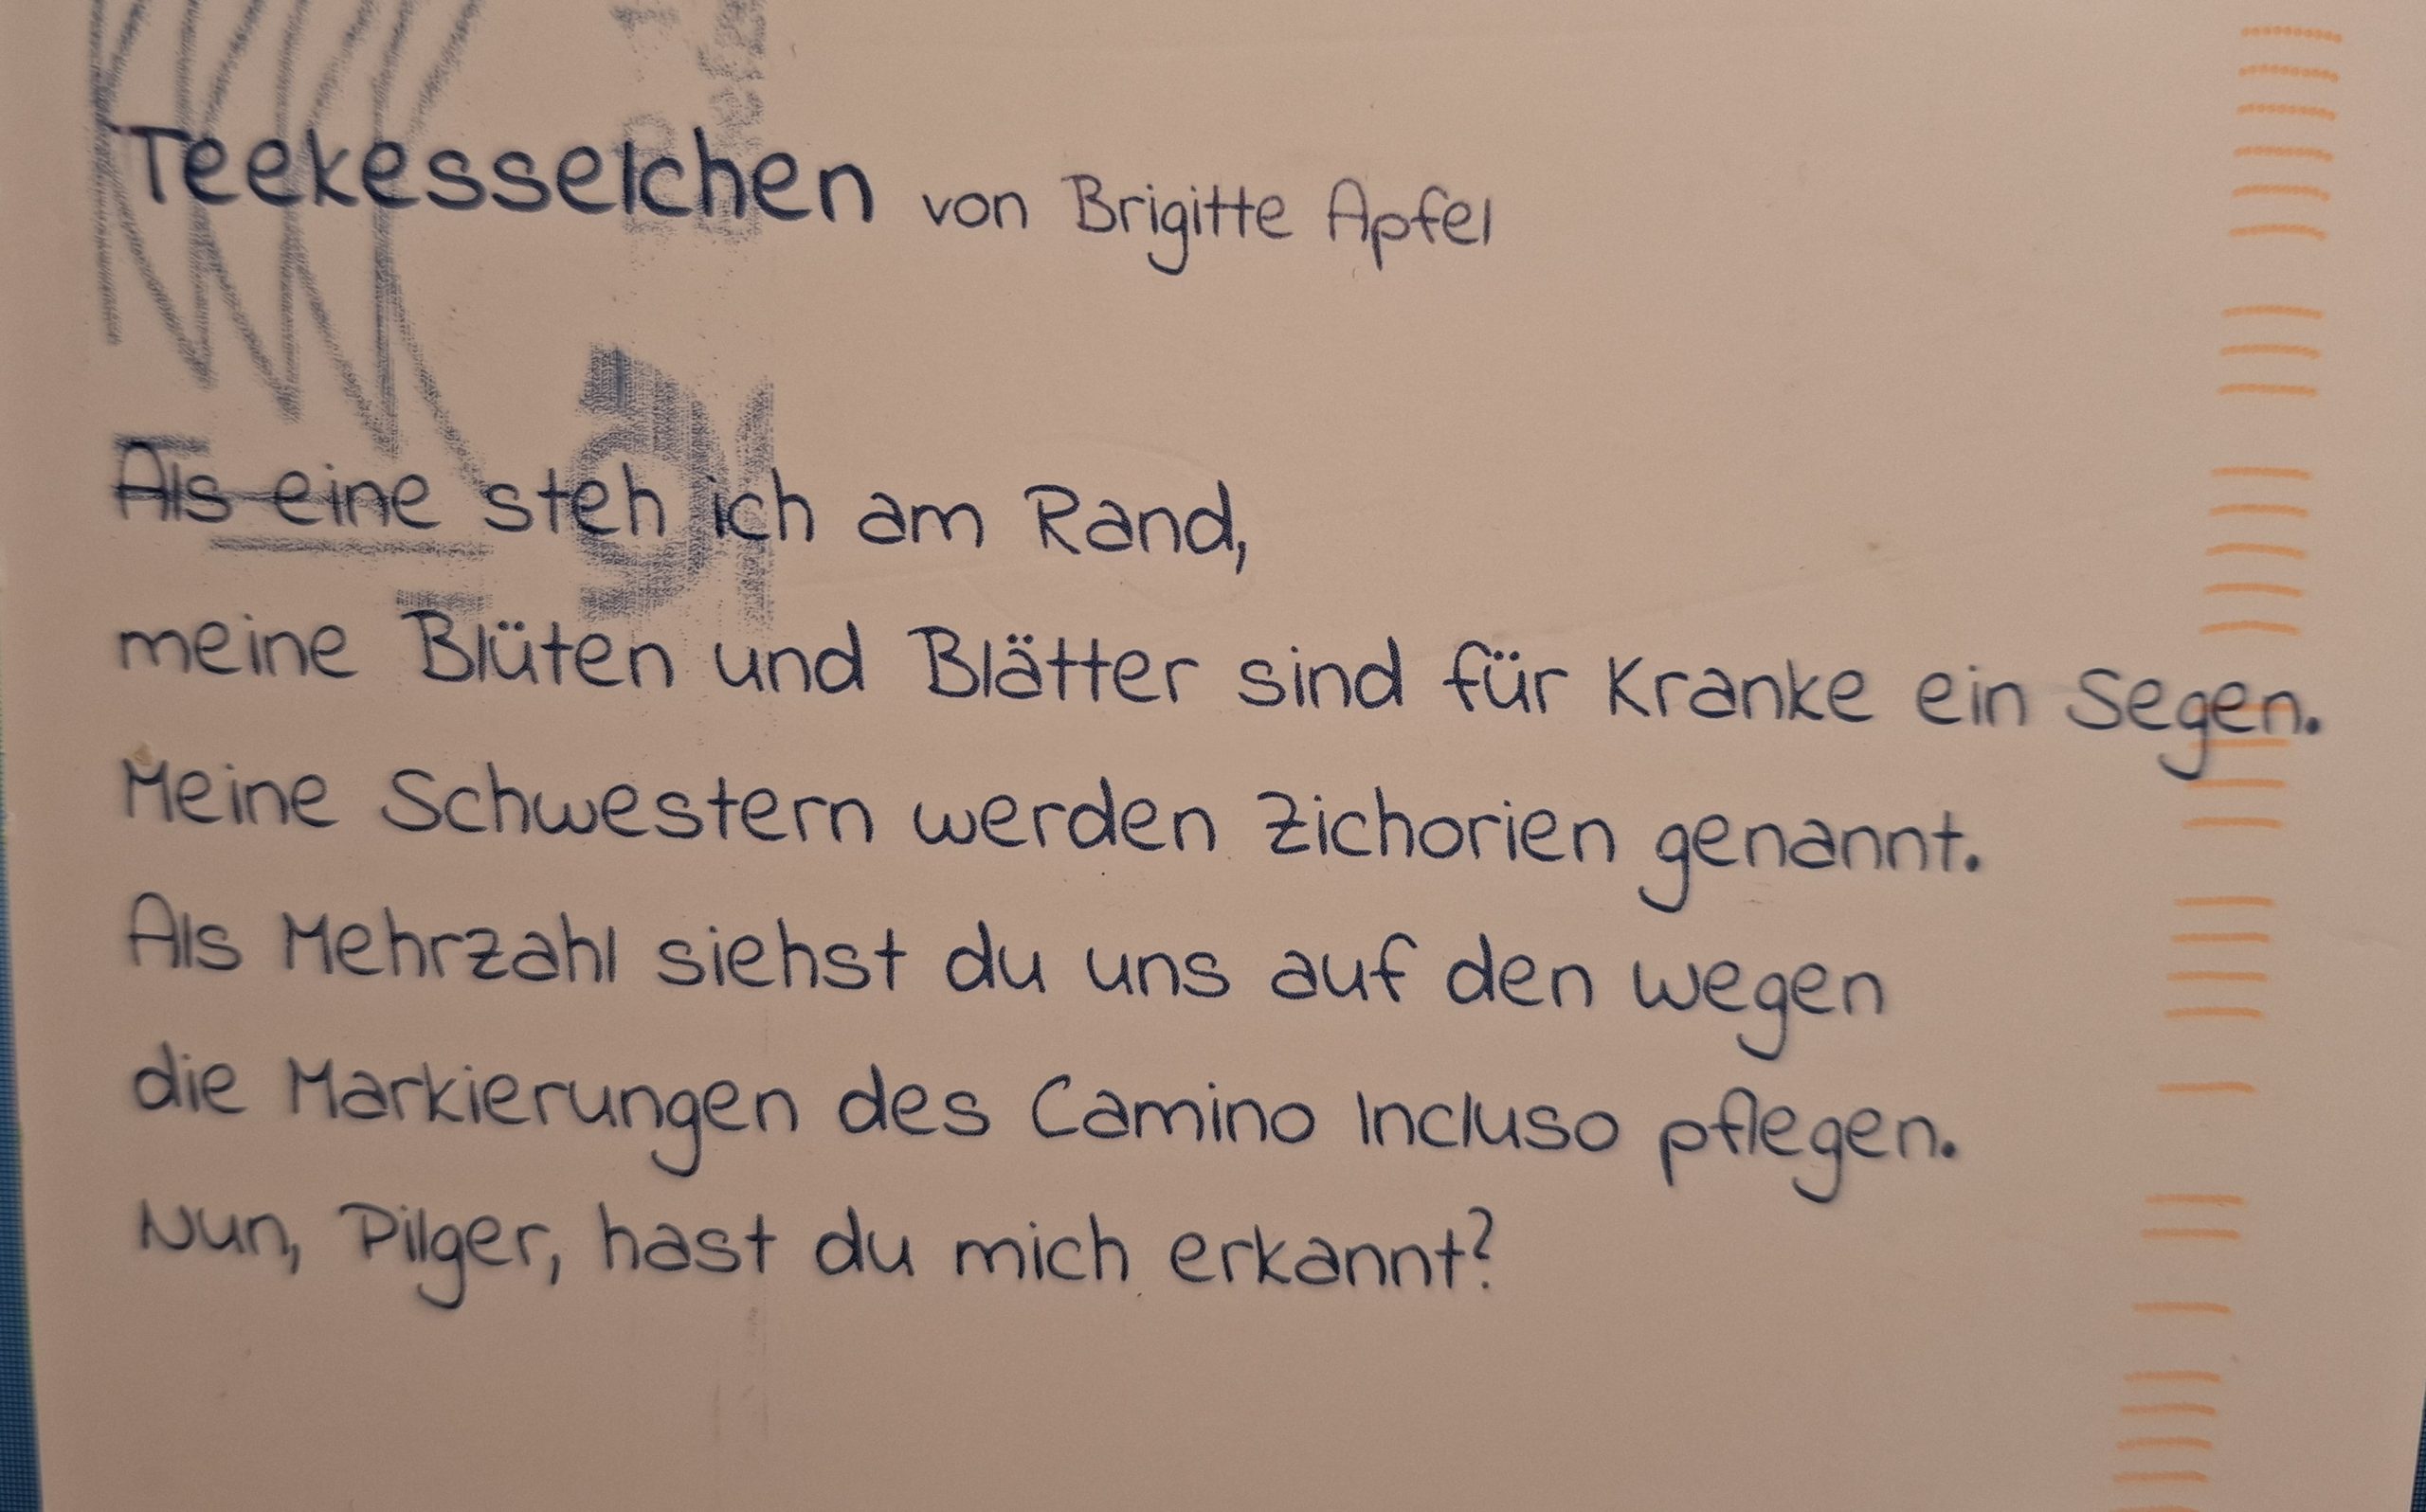 Teekesselchen von Brigitte Apfel
Als eine steh ich am Rand,
meine Blüten und Blätter sind für Kranke ein Segen.
Meine Schwestern werden Zichorien genannt.
Als Mehrzahl siehst du uns auf den Wegen
die Markierungen des Camino Incluso pflegen.
Nun, Pilger, hast du mich erkannt?